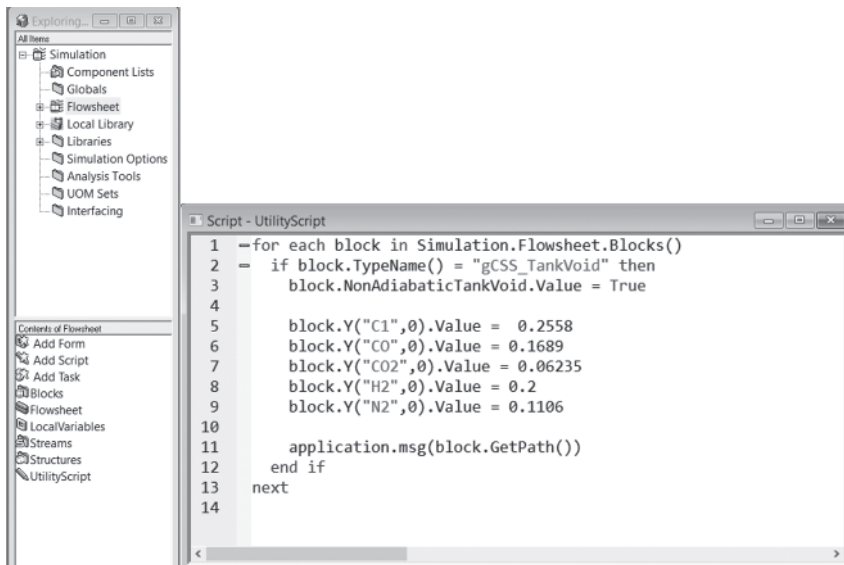 Exploring...
All Items
Simulation
Component Lists
Globals
Flowsheet
Local Library
Libraries
Simulation Options
Analysis Tools
UOM Sets
Interfacing
Contents of Flowsheet
Add Form
Add Script
Add Task
Blocks
Flowsheet
LocalVariables
Streams
Structures
UtilityScript
Script - UtilityScript
1 for each block in Simulation.Flowsheet.Blocks()
2 if block.TypeName() = "gCSS_TankVoid" then
3 block.NonAdiabaticTankVoid.Value = True
4
5 block.Y("C1",0).Value = 0.2558
6 block.Y("CO",0).Value = 0.1689
7 block.Y("CO2",0).Value = 0.06235
8 block.Y("H2",0).Value = 0.2
9 block.Y("N2",0).Value = 0.1106
10
11 application.msg(block.GetPath())
12 end if
13 next
14